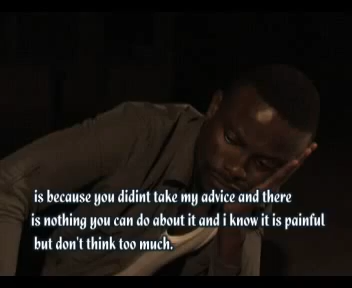 is because you didint take my advice and there
is nothing you can do about it and i know it is painful
but don't think too much.